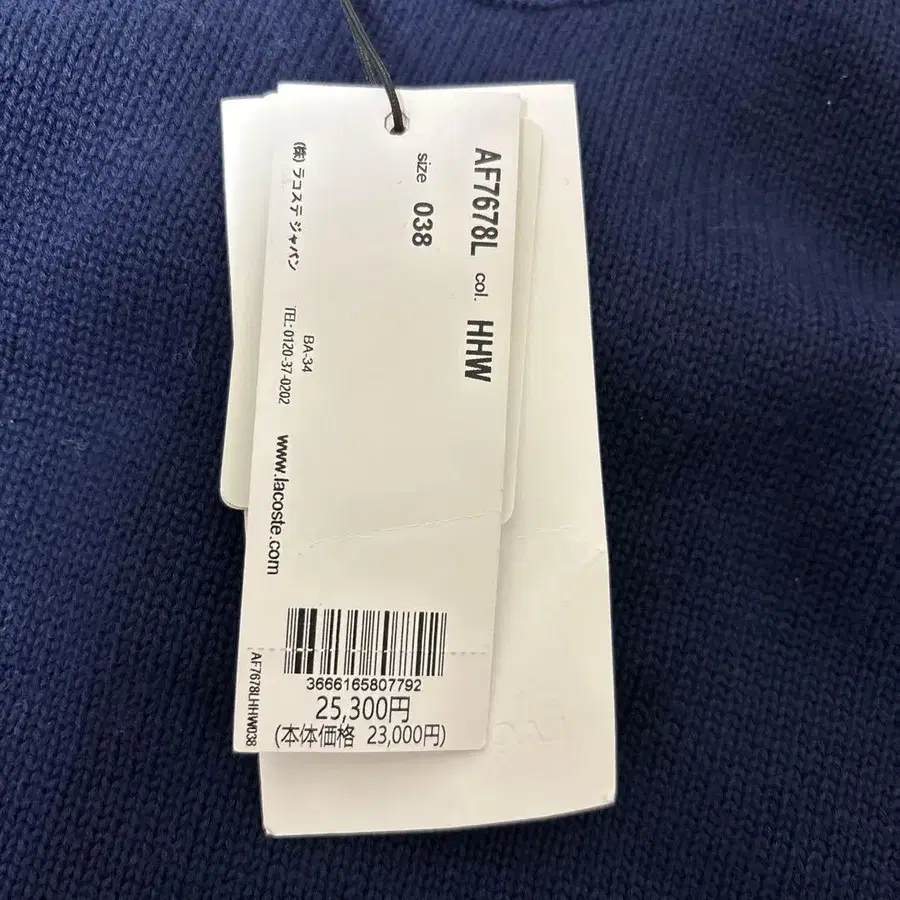 AF7678L col. HHW
size 038
(株) ラコステ ジャパン
BA-34
TEL: 0120-37-0202
www.lacoste.com
3666165807792
AF7678LHHW038
25,300円
(本体価格 23,000円)